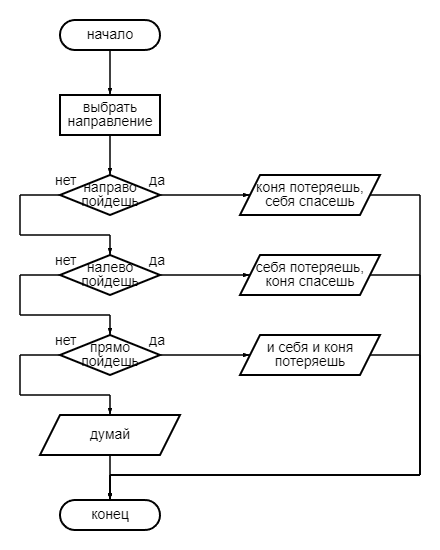 начало
выбрать
направление
нет
да
направо
пойдешь
коня потеряешь,
себя спасешь
нет
да
налево
пойдешь
себя потеряешь,
коня спасешь
нет
да
прямо
пойдешь
и себя и коня
потеряешь
думай
конец